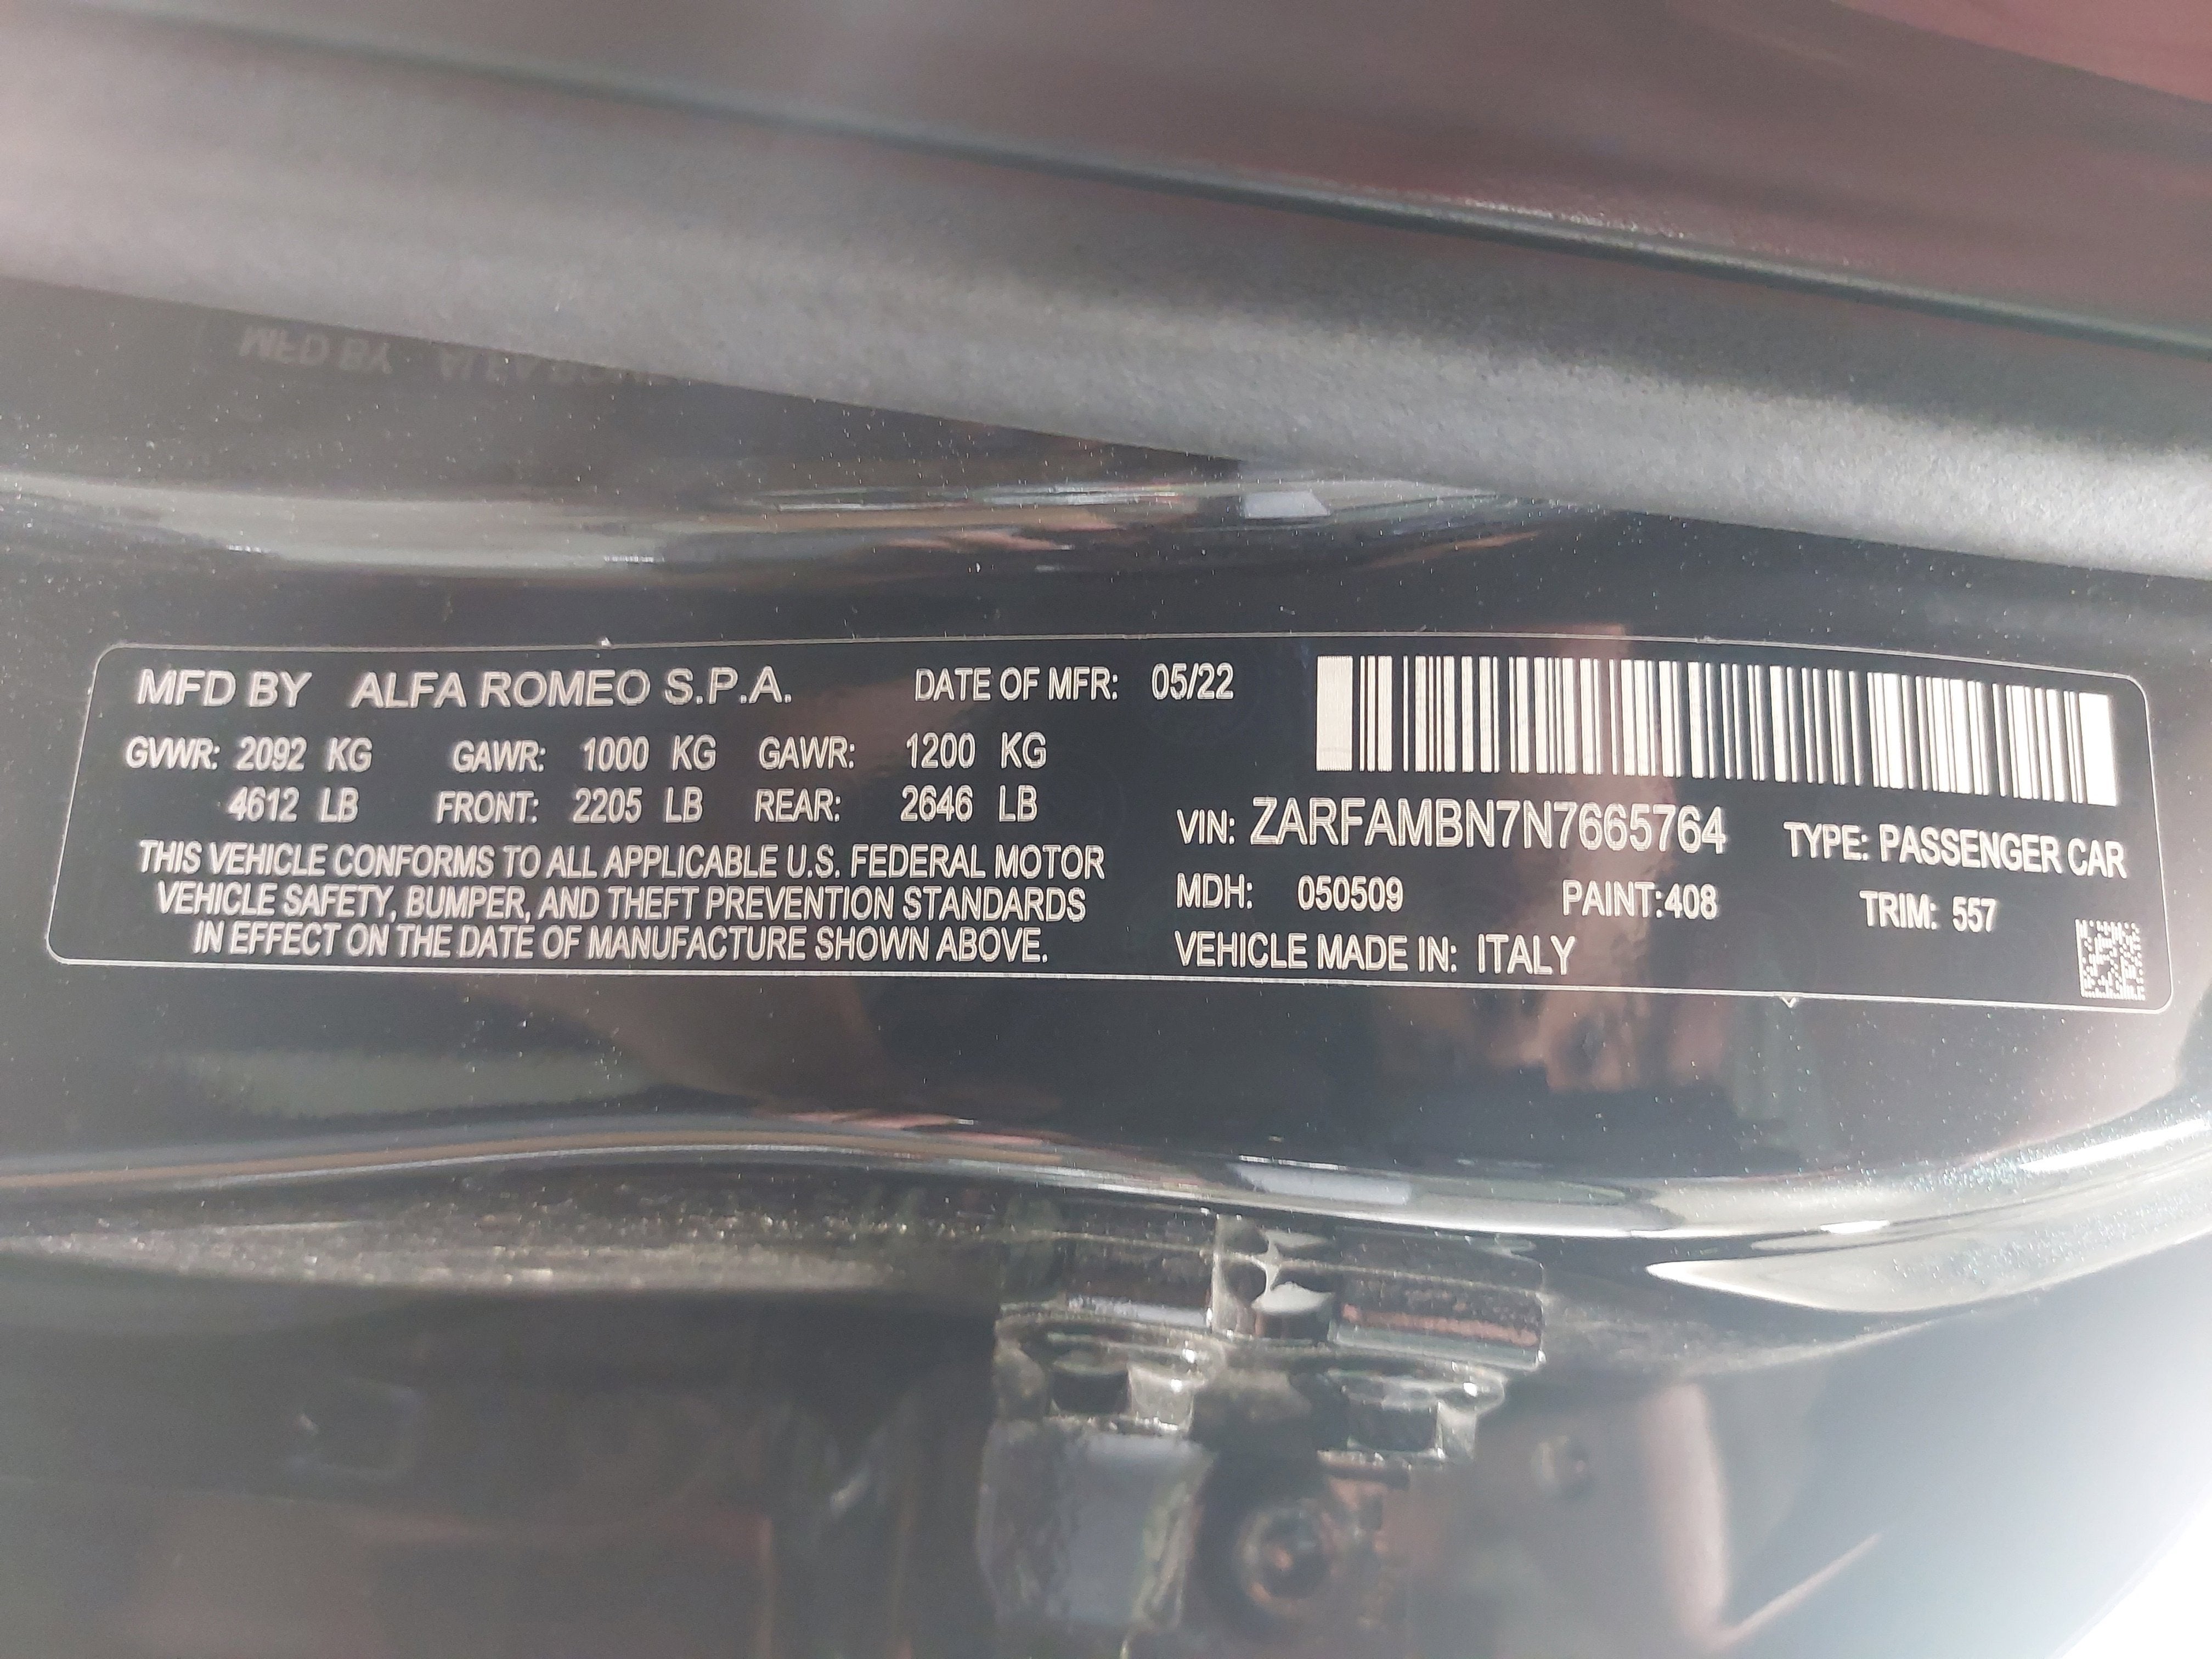 MFD BY ALFA ROMEO S.P.A. DATE OF MFR: 05/22
GVWR: 2092 KG GAWR: 1000 KG GAWR: 1200 KG
4612 LB FRONT: 2205 LB REAR: 2646 LB
THIS VEHICLE CONFORMS TO ALL APPLICABLE U.S. FEDERAL MOTOR
VEHICLE SAFETY, BUMPER, AND THEFT PREVENTION STANDARDS
IN EFFECT ON THE DATE OF MANUFACTURE SHOWN ABOVE.
VIN: ZARFAMBN7N7665764 TYPE: PASSENGER CAR
MDH: 050509 PAINT:408 TRIM: 557
VEHICLE MADE IN: ITALY